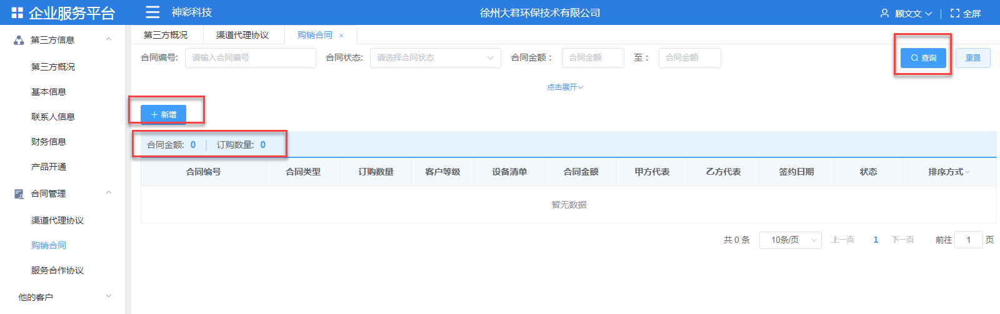 企业服务平台 神彩科技 徐州大君环保技术有限公司 顾文文 全屏
第三方信息
第三方概况
基本信息
联系人信息
财务信息
产品开通
合同管理
渠道代理协议
购销合同
服务合作协议
他的客户
第三方概况 渠道代理协议 购销合同 ×
合同编号: 请输入合同编号 合同状态: 请选择合同状态 合同金额： 合同金额 至： 合同金额 查询 重置
点击展开
+ 新增
合同金额: 0 | 订购数量: 0
合同编号 合同类型 订购数量 客户等级 设备清单 合同金额 甲方代表 乙方代表 签约日期 状态 排序方式
暂无数据
共 0 条 10条/页 上一页 1 下一页 前往 1 页